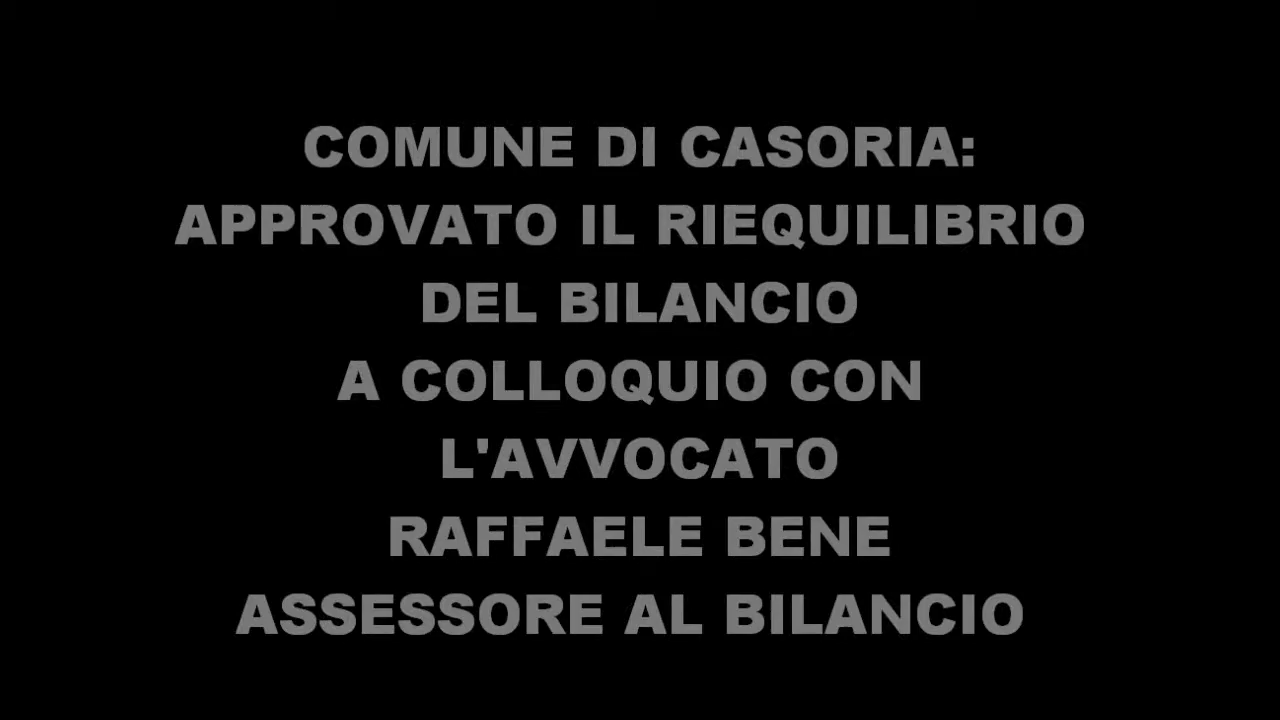 COMUNE DI CASORIA:
APPROVATO IL RIEQUILIBRIO
DEL BILANCIO
A COLLOQUIO CON
L'AVVOCATO
RAFFAELE BENE
ASSESSORE AL BILANCIO